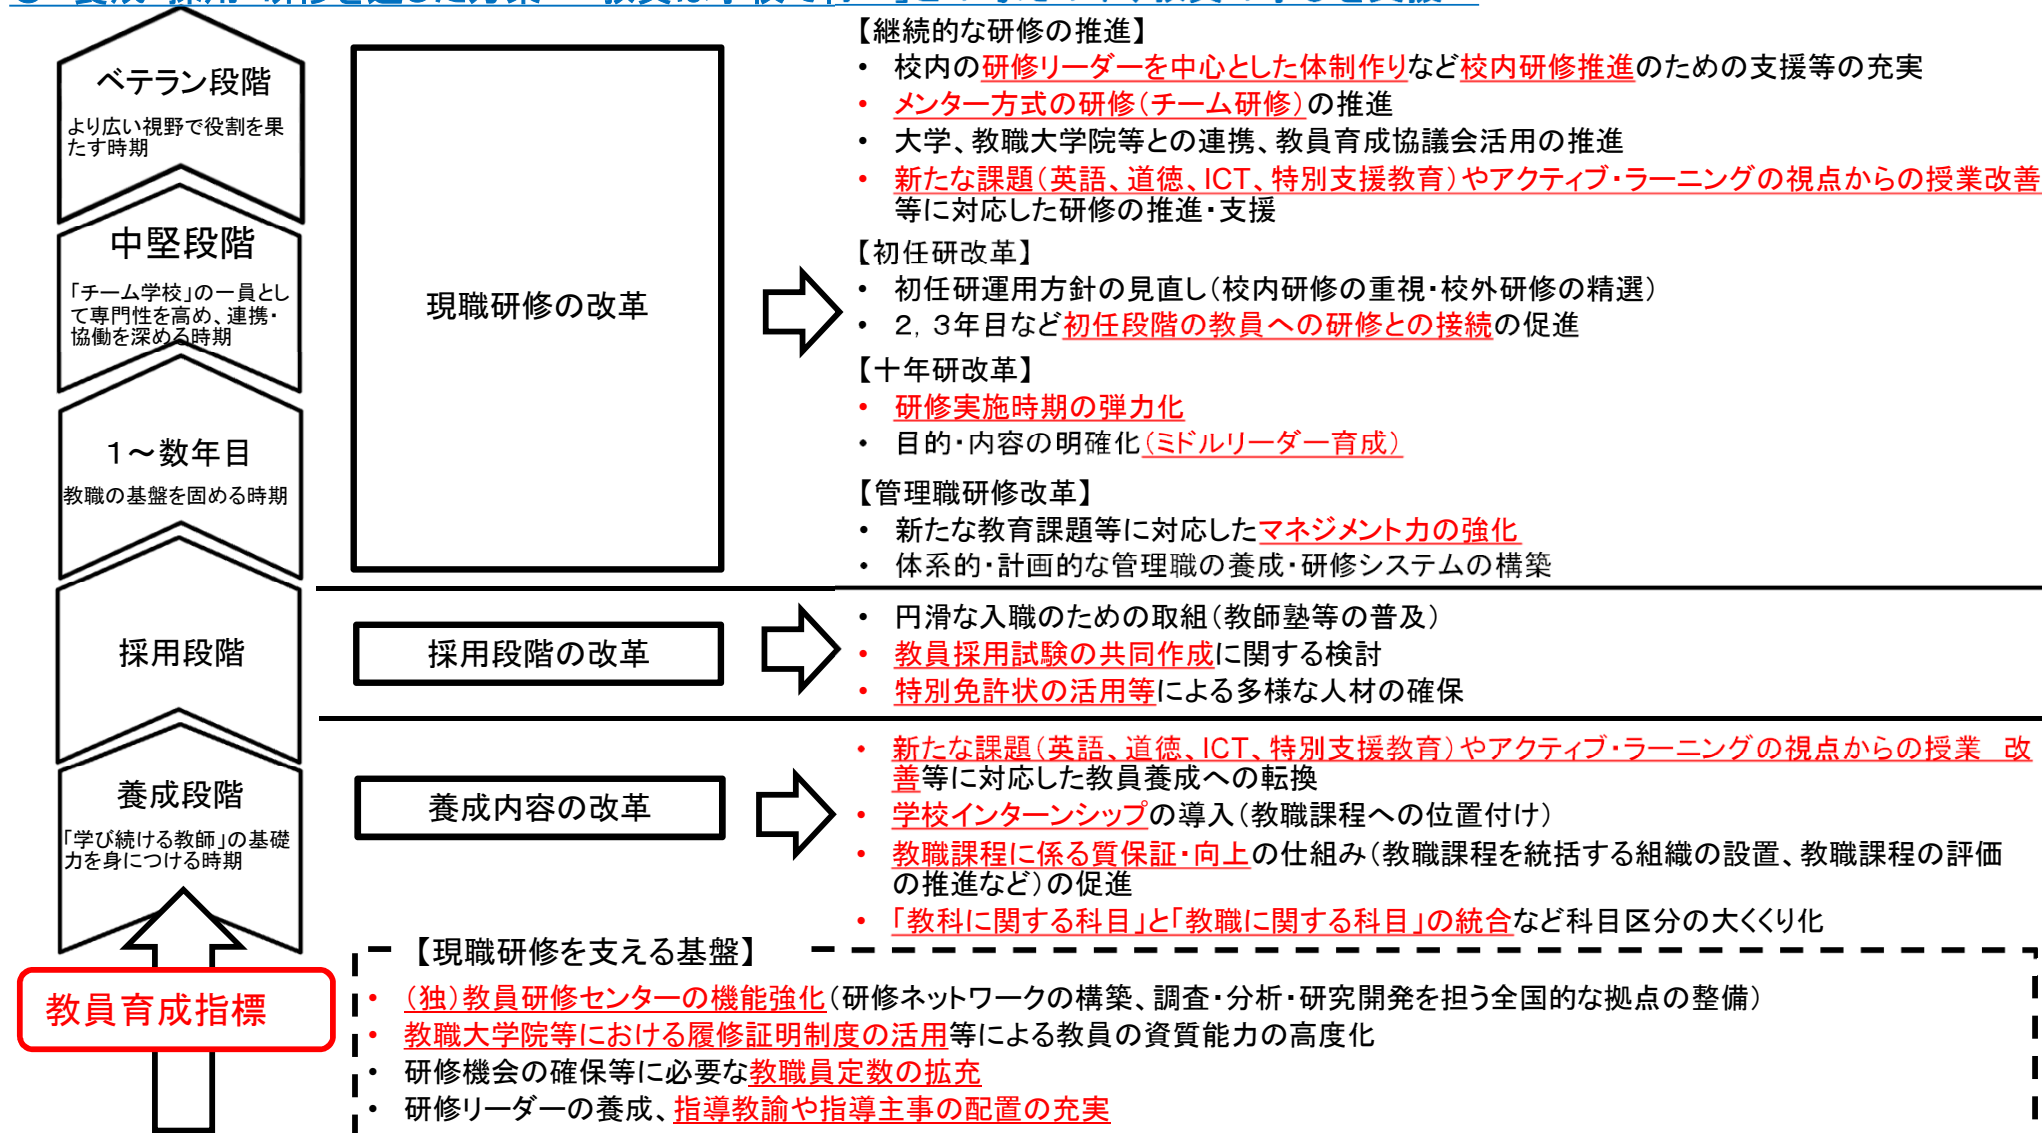 ベテラン段階
より広い視野で役割を果
たす時期
中堅段階
「チーム学校」の一員とし
て専門性を高め、連携・
協働を深める時期
1～数年目
教職の基盤を固める時期
採用段階
養成段階
「学び続ける教師」の基礎
力を身につける時期
教員育成指標
現職研修の改革
【継続的な研修の推進】
• 校内の研修リーダーを中心とした体制作りなど校内研修推進のための支援等の充実
• メンター方式の研修（チーム研修）の推進
• 大学、教職大学院等との連携、教員育成協議会活用の推進
• 新たな課題（英語、道徳、ICT、特別支援教育）やアクティブ・ラーニングの視点からの授業改善
等に対応した研修の推進・支援
【初任研改革】
• 初任研運用方針の見直し（校内研修の重視・校外研修の精選）
• 2，3年目など初任段階の教員への研修との接続の促進
【十年研改革】
• 研修実施時期の弾力化
• 目的・内容の明確化（ミドルリーダー育成）
【管理職研修改革】
• 新たな教育課題等に対応したマネジメント力の強化
• 体系的・計画的な管理職の養成・研修システムの構築
採用段階の改革
• 円滑な入職のための取組（教師塾等の普及）
• 教員採用試験の共同作成に関する検討
• 特別免許状の活用等による多様な人材の確保
養成内容の改革
• 新たな課題（英語、道徳、ICT、特別支援教育）やアクティブ・ラーニングの視点からの授業 改
善等に対応した教員養成への転換
• 学校インターンシップの導入（教職課程への位置付け）
• 教職課程に係る質保証・向上の仕組み（教職課程を統括する組織の設置、教職課程の評価
の推進など）の促進
• 「教科に関する科目」と「教職に関する科目」の統合など科目区分の大くくり化
【現職研修を支える基盤】
• （独）教員研修センターの機能強化（研修ネットワークの構築、調査・分析・研究開発を担う全国的な拠点の整備）
• 教職大学院等における履修証明制度の活用等による教員の資質能力の高度化
• 研修機会の確保等に必要な教職員定数の拡充
• 研修リーダーの養成、指導教諭や指導主事の配置の充実